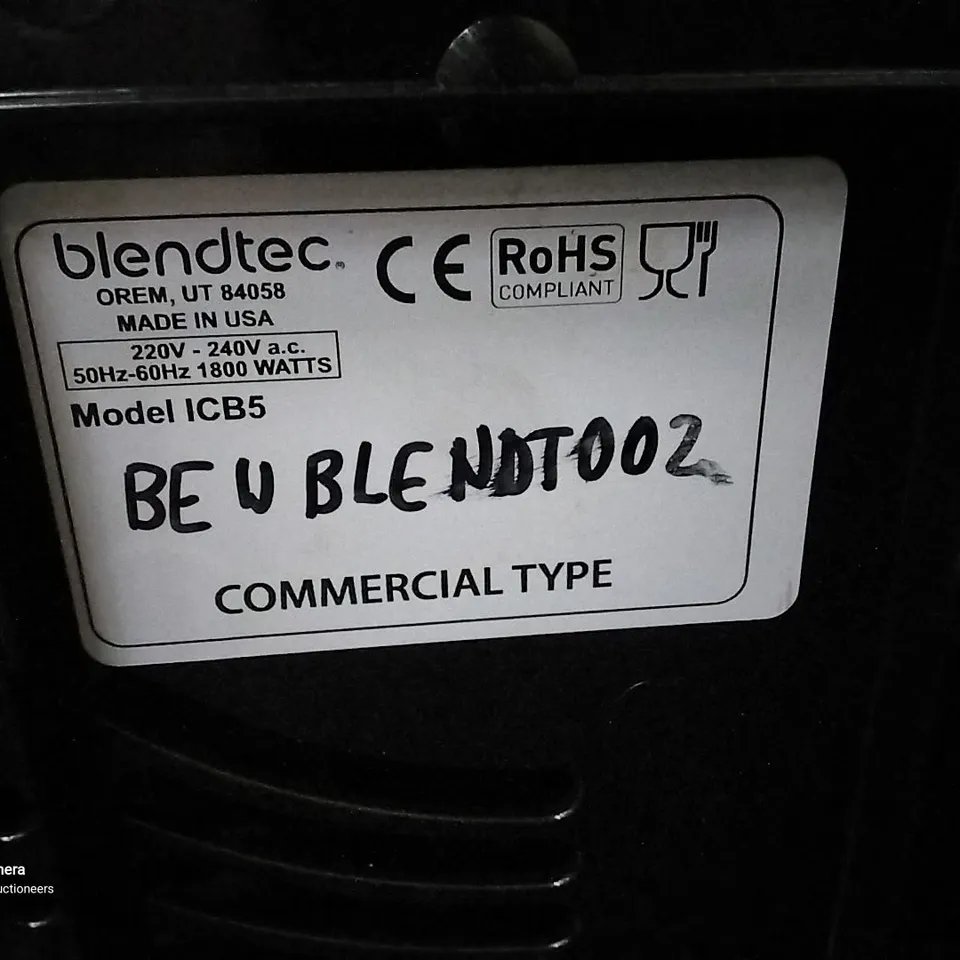 blendtec
OREM, UT 84058
MADE IN USA
220V - 240V a.c.
50Hz-60Hz 1800 WATTS
Model ICB5
CE
RoHS
COMPLIANT
BEW BLENDT002
COMMERCIAL TYPE